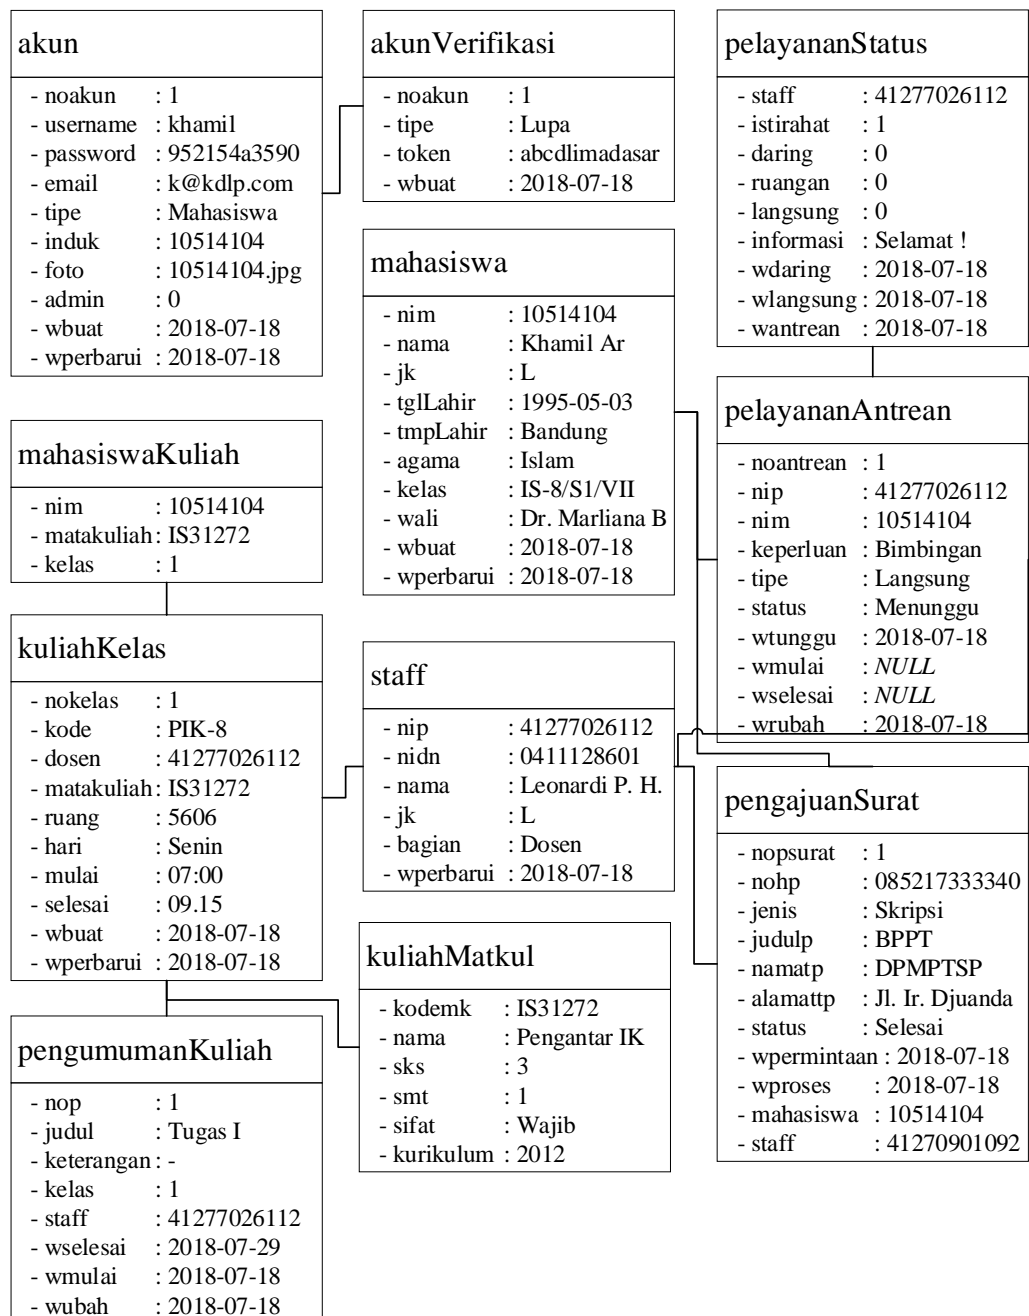 akun
- noakun : 1
- username : khamil
- password : 952154a3590
- email : k@kdlp.com
- tipe : Mahasiswa
- induk : 10514104
- foto : 10514104.jpg
- admin : 0
- wbuat : 2018-07-18
- wperbarui : 2018-07-18
akunVerifikasi
- noakun : 1
- tipe : Lupa
- token : abcdlimadasar
- wbuat : 2018-07-18
pelayananStatus
- staff : 41277026112
- istirahat : 1
- daring : 0
- ruangan : 0
- langsung : 0
- informasi : Selamat !
- wdaring : 2018-07-18
- wlangsung : 2018-07-18
- wantrean : 2018-07-18
mahasiswa
- nim : 10514104
- nama : Khamil Ar
- jk : L
- tglLahir : 1995-05-03
- tmpLahir : Bandung
- agama : Islam
- kelas : IS-8/S1/VII
- wali : Dr. Marliana B
- wbuat : 2018-07-18
- wperbarui : 2018-07-18
pelayananAntrean
- noantrean : 1
- nip : 41277026112
- nim : 10514104
- keperluan : Bimbingan
- tipe : Langsung
- status : Menunggu
- wtunggu : 2018-07-18
- wmulai : NULL
- wselesai : NULL
- wrubah : 2018-07-18
mahasiswaKuliah
- nim : 10514104
- matakuliah : IS31272
- kelas : 1
kuliahKelas
- nokelas : 1
- kode : PIK-8
- dosen : 41277026112
- matakuliah : IS31272
- ruang : 5606
- hari : Senin
- mulai : 07:00
- selesai : 09.15
- wbuat : 2018-07-18
- wperbarui : 2018-07-18
staff
- nip : 41277026112
- nidn : 0411128601
- nama : Leonardi P. H.
- jk : L
- bagian : Dosen
- wperbarui : 2018-07-18
pengajuanSurat
- nopsurat : 1
- nohp : 085217333340
- jenis : Skripsi
- judulp : BPPT
- namatp : DPMPTSP
- alamattp : Jl. Ir. Djuanda
- status : Selesai
- wpermintaan : 2018-07-18
- wproses : 2018-07-18
- mahasiswa : 10514104
- staff : 41270901092
kuliahMatkul
- kodemk : IS31272
- nama : Pengantar IK
- sks : 3
- smt : 1
- sifat : Wajib
- kurikulum : 2012
pengumumanKuliah
- nop : 1
- judul : Tugas I
- keterangan : -
- kelas : 1
- staff : 41277026112
- wselesai : 2018-07-29
- wmulai : 2018-07-18
- wubah : 2018-07-18